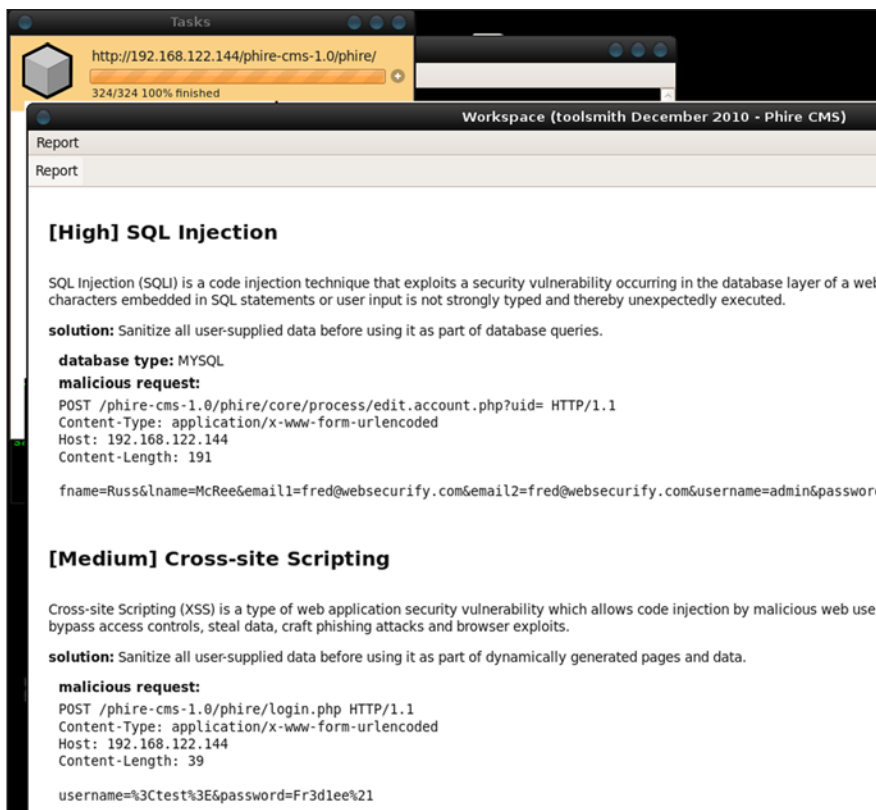 Tasks
http://192.168.122.144/phire-cms-1.0/phire/
324/324 100% finished
Workspace (toolsmith December 2010 - Phire CMS)
Report
Report
[High] SQL Injection
SQL Injection (SQLI) is a code injection technique that exploits a security vulnerability occurring in the database layer of a web
characters embedded in SQL statements or user input is not strongly typed and thereby unexpectedly executed.
solution: Sanitize all user-supplied data before using it as part of database queries.
database type: MYSQL
malicious request:
POST /phire-cms-1.0/phire/core/process/edit.account.php?uid= HTTP/1.1
Content-Type: application/x-www-form-urlencoded
Host: 192.168.122.144
Content-Length: 191
fname=Russ&lname=McRee&email1=fred@websecurify.com&email2=fred@websecurify.com&username=admin&password
[Medium] Cross-site Scripting
Cross-site Scripting (XSS) is a type of web application security vulnerability which allows code injection by malicious web use
bypass access controls, steal data, craft phishing attacks and browser exploits.
solution: Sanitize all user-supplied data before using it as part of dynamically generated pages and data.
malicious request:
POST /phire-cms-1.0/phire/login.php HTTP/1.1
Content-Type: application/x-www-form-urlencoded
Host: 192.168.122.144
Content-Length: 39
username=%3Ctest%3E&password=Fr3d1ee%21